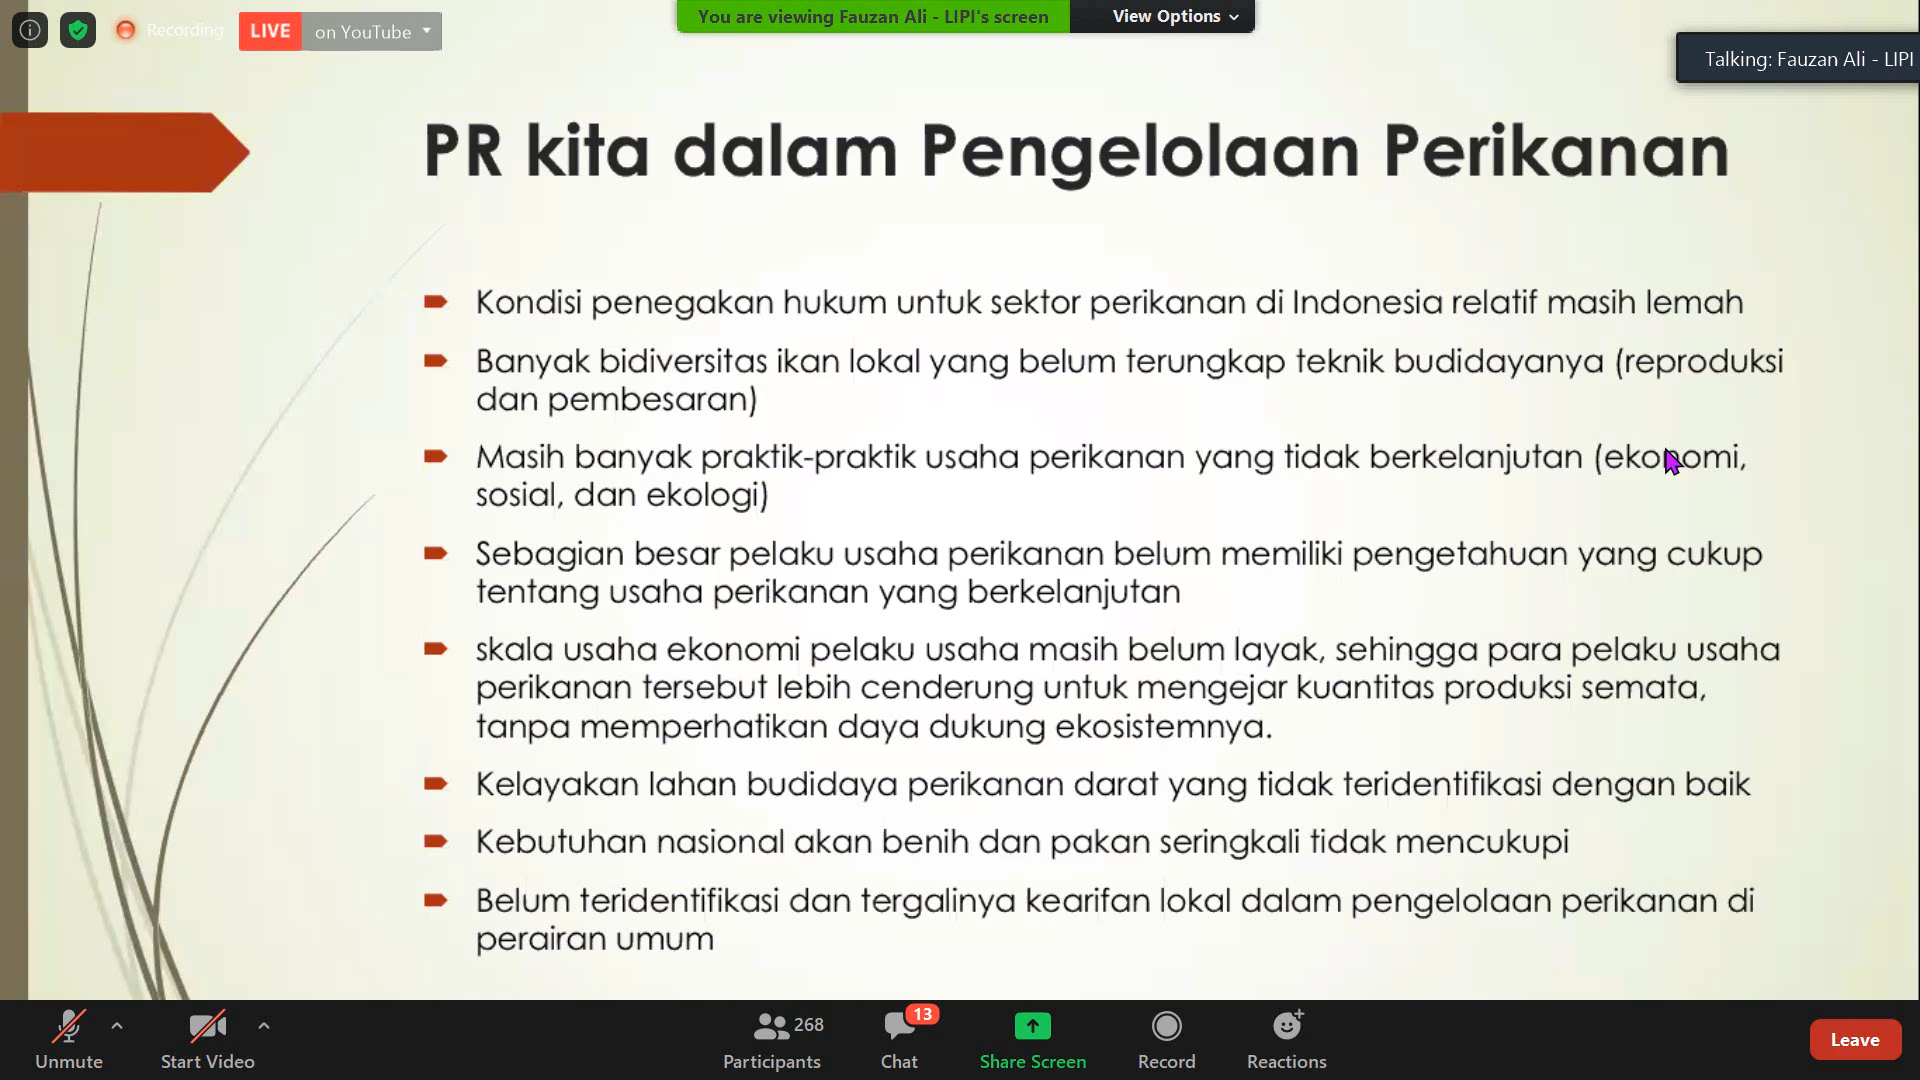 Recording
LIVE on YouTube
You are viewing Fauzan Ali - LIPI's screen
View Options
Talking: Fauzan Ali - LIPI
PR kita dalam Pengelolaan Perikanan
Kondisi penegakan hukum untuk sektor perikanan di Indonesia relatif masih lemah
Banyak bidiversitas ikan lokal yang belum terungkap teknik budidayanya (reproduksi
dan pembesaran)
Masih banyak praktik-praktik usaha perikanan yang tidak berkelanjutan (ekonomi,
sosial, dan ekologi)
Sebagian besar pelaku usaha perikanan belum memiliki pengetahuan yang cukup
tentang usaha perikanan yang berkelanjutan
skala usaha ekonomi pelaku usaha masih belum layak, sehingga para pelaku usaha
perikanan tersebut lebih cenderung untuk mengejar kuantitas produksi semata,
tanpa memperhatikan daya dukung ekosistemnya.
Kelayakan lahan budidaya perikanan darat yang tidak teridentifikasi dengan baik
Kebutuhan nasional akan benih dan pakan seringkali tidak mencukupi
Belum teridentifikasi dan tergalinya kearifan lokal dalam pengelolaan perikanan di
perairan umum
Unmute
Start Video
268
Participants
13
Chat
Share Screen
Record
Reactions
Leave